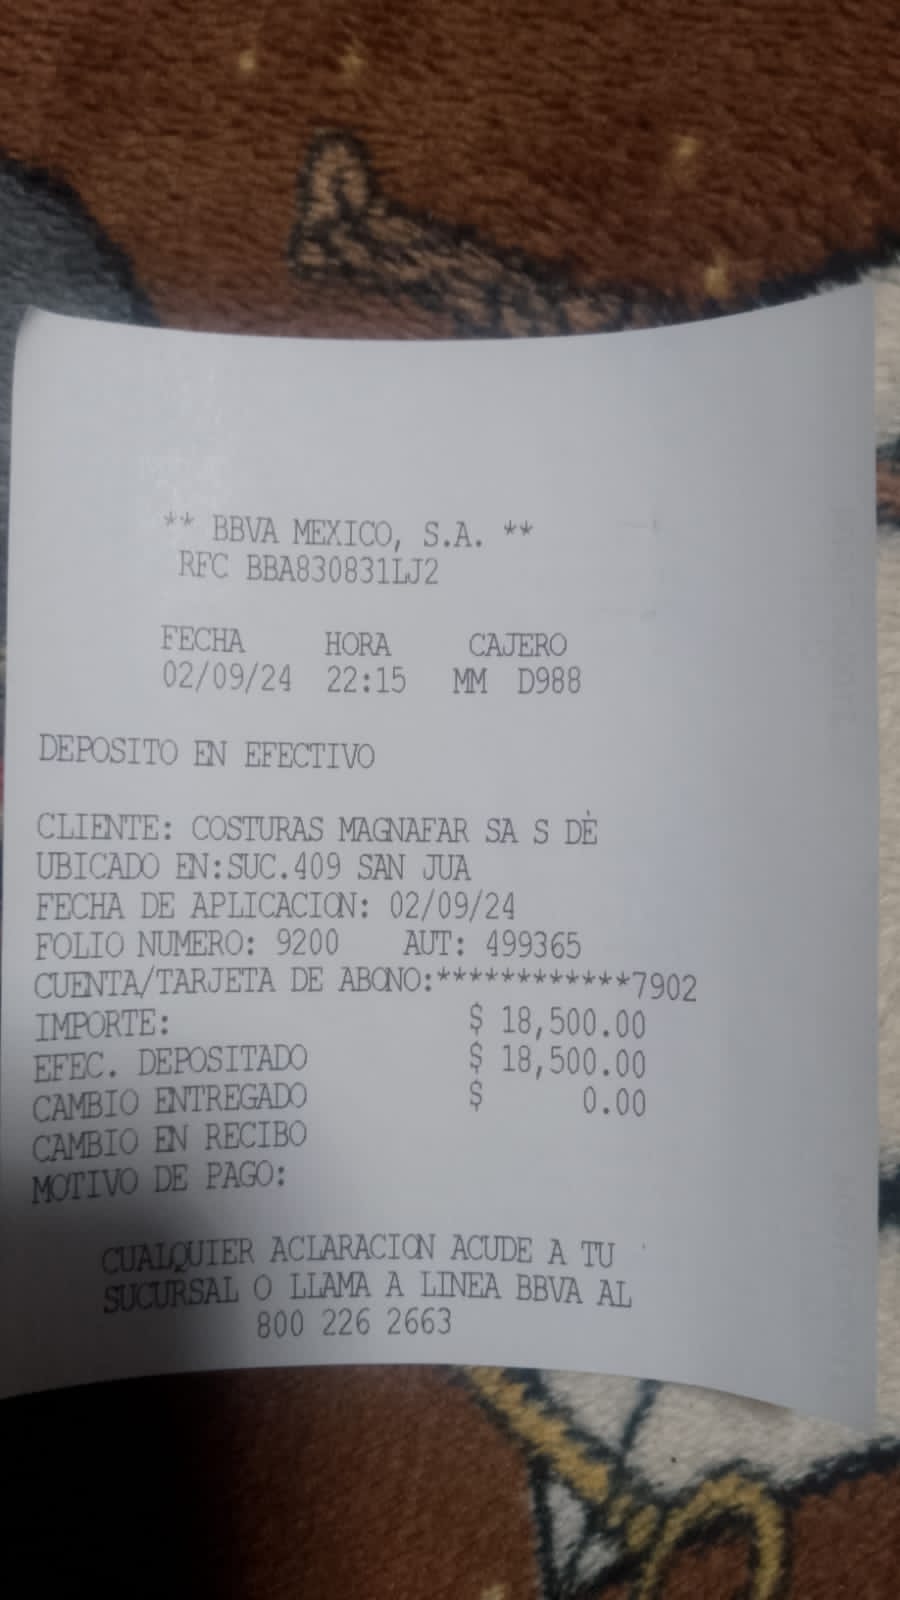 ** BBVA MEXICO, S.A. **
RFC BBA830831LJ2
FECHA HORA CAJERO
02/09/24 22:15 MM D988
DEPOSITO EN EFECTIVO
CLIENTE: COSTURAS MAGNAFAR SA S DÈ
UBICADO EN:SUC.409 SAN JUA
FECHA DE APLICACION: 02/09/24
FOLIO NUMERO: 9200 AUT: 499365
CUENTA/TARJETA DE ABONO:************7902
IMPORTE: $ 18,500.00
EFEC. DEPOSITADO $ 18,500.00
CAMBIO ENTREGADO $ 0.00
CAMBIO EN RECIBO
MOTIVO DE PAGO:
CUALQUIER ACLARACION ACUDE A TU
SUCURSAL O LLAMA A LINEA BBVA AL
800 226 2663